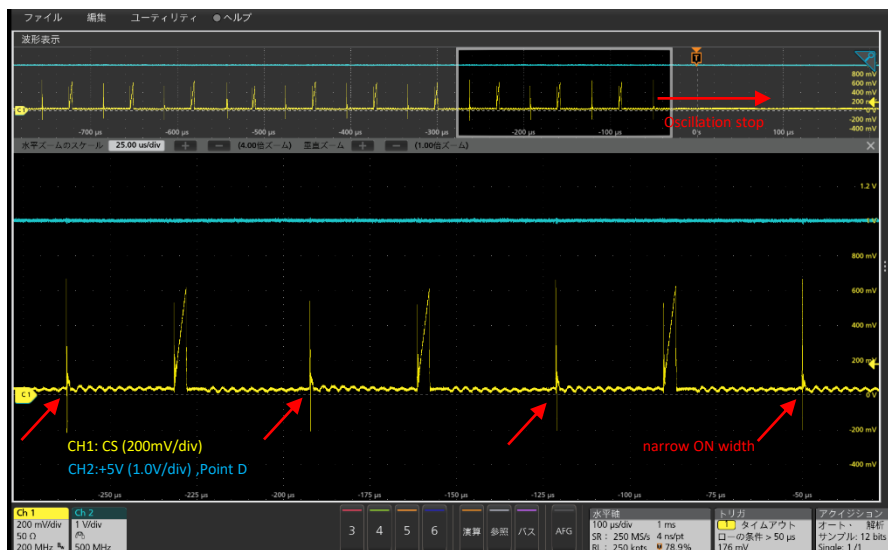 ファイル 編集 ユーティリティ ヘルプ
波形表示
T
800 mV
600 mV
400 mV
200 mV
-200 mV
-400 mV
C1
Oscillation stop
-700 µs -600 µs -500 µs -400 µs -300 µs -200 µs -100 µs 0 s 100 µs
水平ズームのスケール 25.00 us/div + − (4.00倍ズーム) 垂直ズーム + − (1.00倍ズーム) ×
1.2 V
1 V
800 mV
600 mV
400 mV
200 mV
C1
0 V
-200 mV
-400 mV
narrow ON width
CH1: CS (200mV/div)
CH2:+5V (1.0V/div) ,Point D
-250 µs -225 µs -200 µs -175 µs -150 µs -125 µs -100 µs -75 µs -50 µs
Ch 1
200 mV/div
50 Ω
200 MHz
Ch 2
1 V/div
500 MHz
3 4 5 6 演算 参照 バス AFG
水平軸
100 µs/div 1 ms
SR: 250 MS/s 4 ns/pt
RL: 250 kpts 78.9%
トリガ
1 タイムアウト
ローの条件 > 50 µs
176 mV
アクイジション
オート・ 解析
サンプル: 12 bits
Single: 1/1